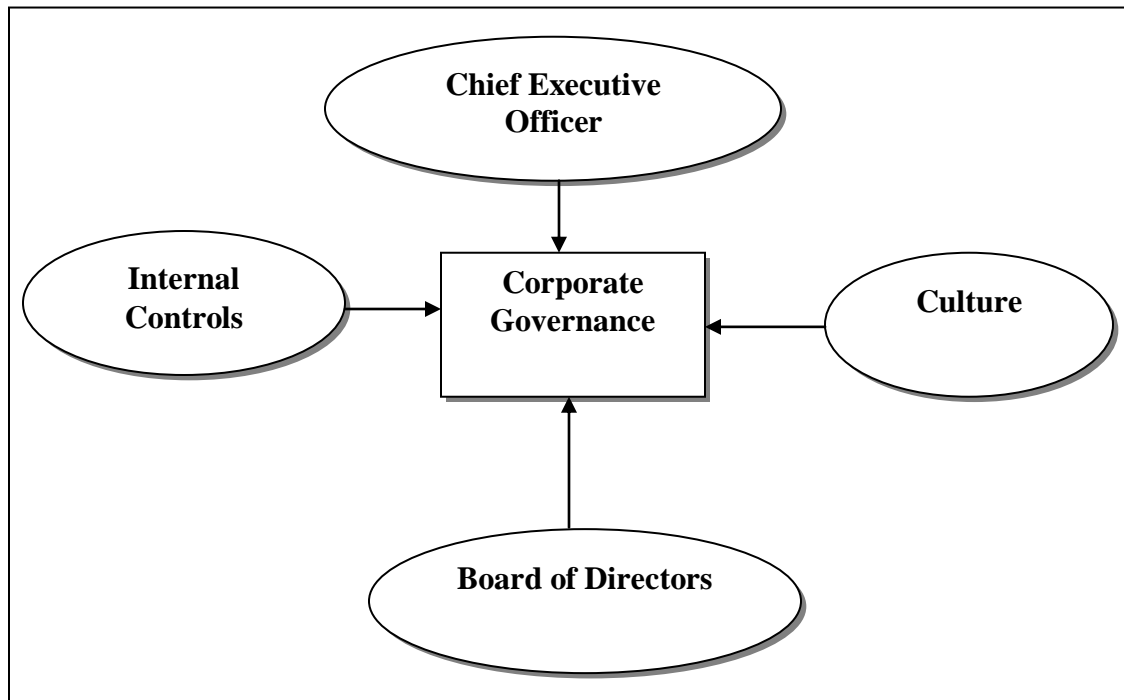 Chief Executive
Officer
Internal
Controls
Corporate
Governance
Culture
Board of Directors